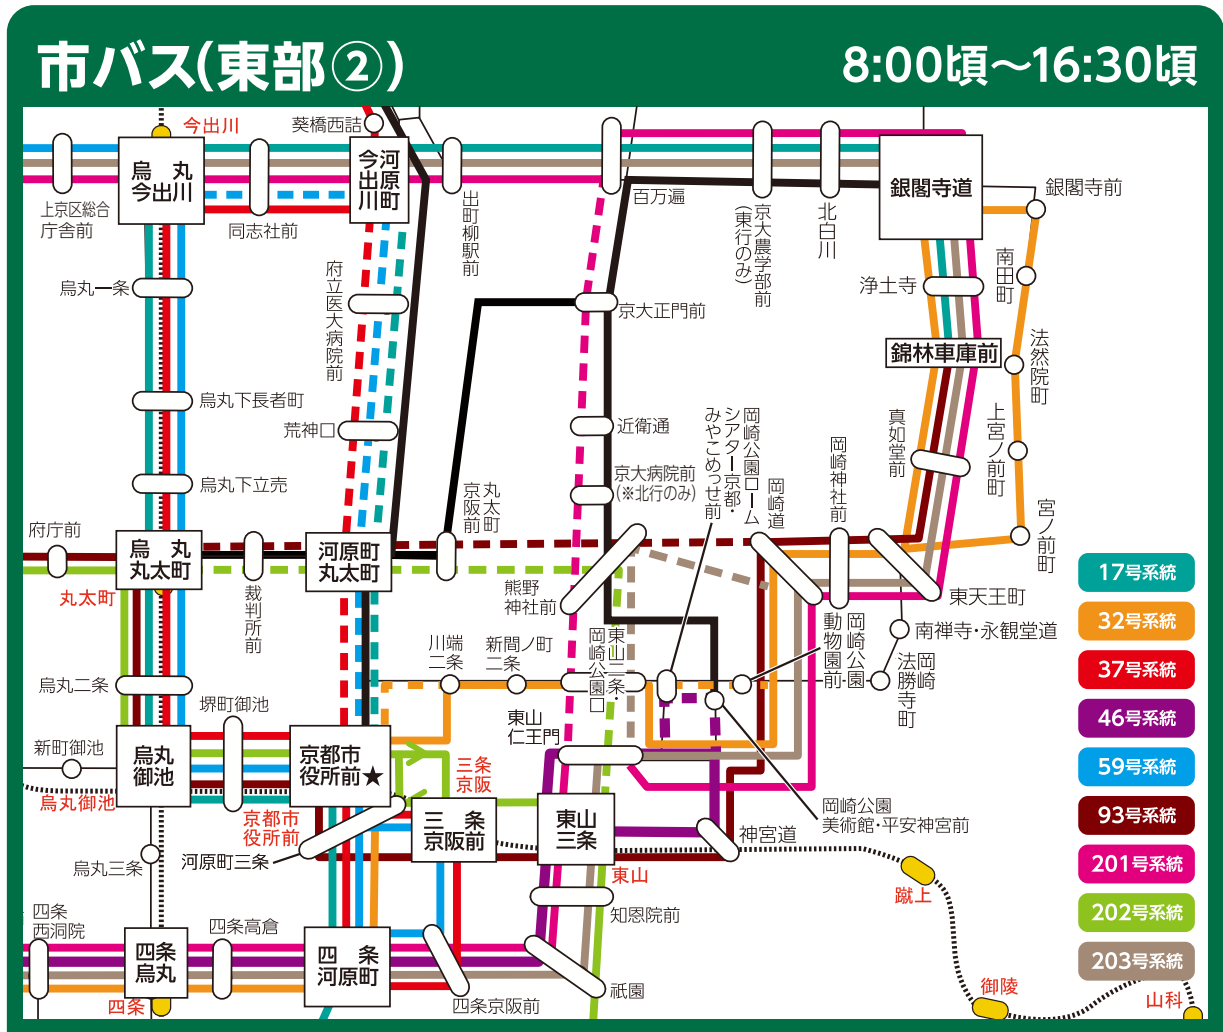 市バス(東部②)
8:00頃〜16:30頃
今出川
葵橋西詰
烏 丸
今出川
河原町
今出川
銀閣寺道
銀閣寺前
上京区総合
庁舎前
同志社前
出町柳駅前
百万遍
京大農学部前
(東行のみ)
北白川
南田町
浄土寺
烏丸一条
府立医大病院前
京大正門前
錦林車庫前
法然院町
烏丸下長者町
荒神口
近衛通
岡崎公園ローム
シアター京都・
みやこめっせ前
真如堂前
上宮ノ前町
烏丸下立売
丸太町
京阪前
京大病院前
(※北行のみ)
岡崎道
岡崎神社前
宮ノ前町
府庁前
烏 丸
丸太町
河原町
丸太町
丸太町
裁判所前
熊野
神社前
東天王町
17号系統
32号系統
37号系統
46号系統
59号系統
93号系統
201号系統
202号系統
203号系統
川端
二条
新間ノ町
二条
東山二条・
岡崎公園口
岡崎公園
動物園前
南禅寺・永観堂道
岡崎
法勝寺町
烏丸二条
堺町御池
東山
仁王門
新町御池
烏丸
御池
京都市
役所前★
三条
京阪
烏丸御池
京都市
役所前
三 条
京阪前
東山
三条
岡崎公園
美術館・平安神宮前
神宮道
河原町三条
烏丸三条
東山
蹴上
四条
西洞院
四条高倉
知恩院前
四条
烏丸
四 条
河原町
四条
四条京阪前
祇園
御陵
山科